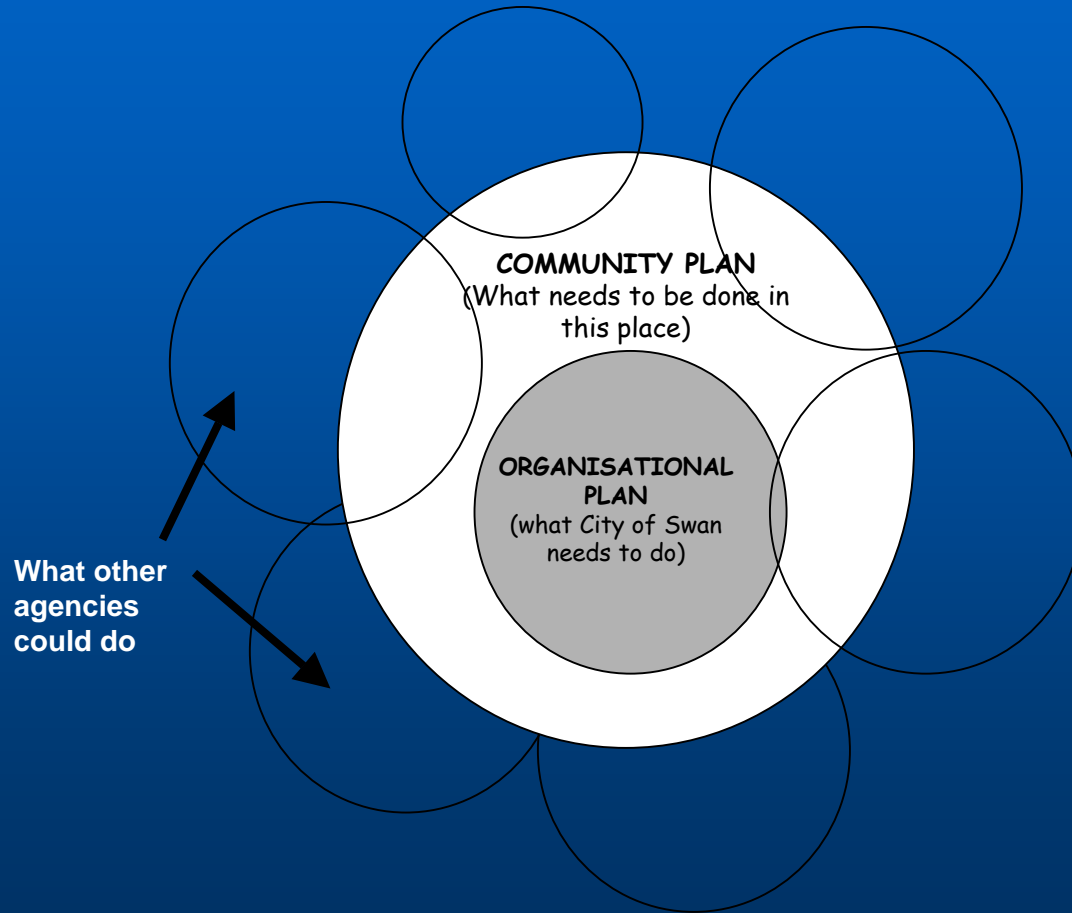 COMMUNITY PLAN
(What needs to be done in
this place)
ORGANISATIONAL
PLAN
(what City of Swan
needs to do)
What other
agencies
could do